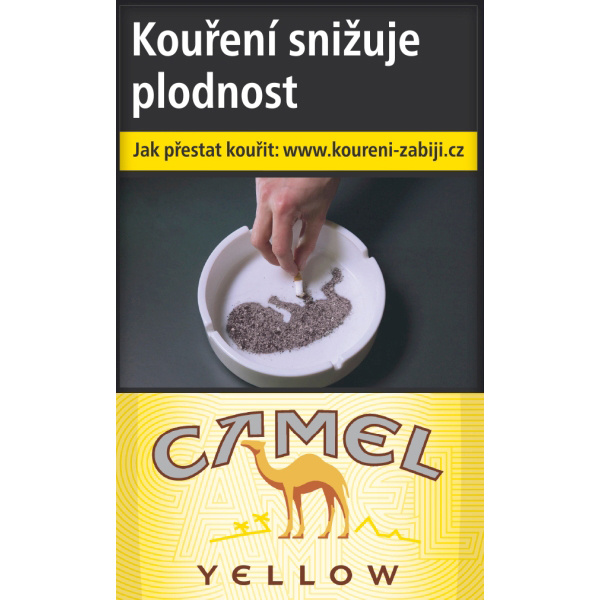 Kouření snižuje
plodnost
Jak přestat kouřit: www.koureni-zabiji.cz
CAMEL
YELLOW